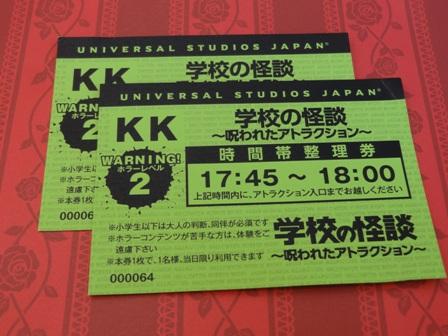 UNIVERSAL STUDIOS JAPAN®
KK
学校の怪談
WARNING!
ホラーレベル
2
00006
UNIVERSAL STUDIOS JAPAN®
KK
学校の怪談
～呪われたアトラクション～
WARNING!
ホラーレベル
2
時間帯整理券
17:45 ～ 18:00
上記時間内に、アトラクション入口までお越しください
※小学生以下は大人の判断、同伴が必要です
※ホラーコンテンツが苦手な方は、体験をご
遠慮下さい
※本券1枚で、1名様、当日限り利用できます
000064
学校の怪談
～呪われたアトラクション～